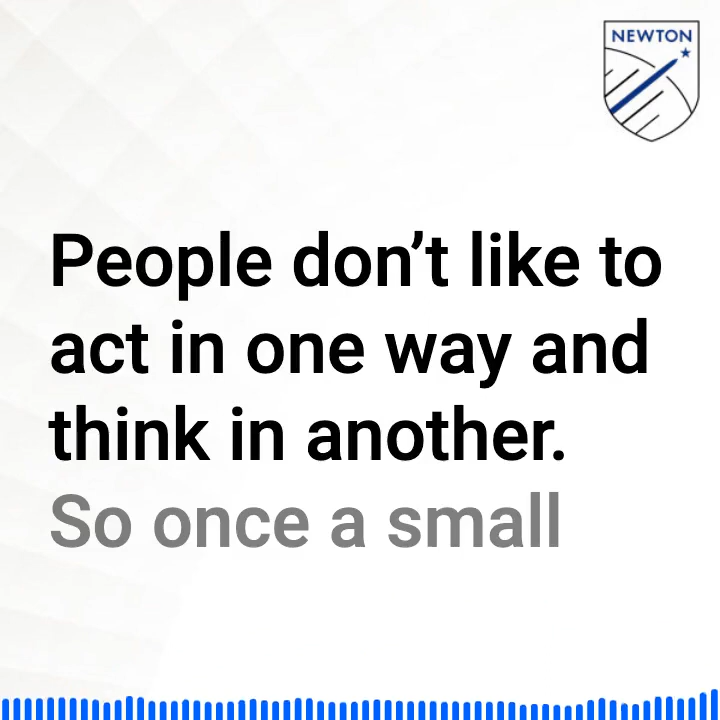 NEWTON
People don’t like to
act in one way and
think in another.
So once a small